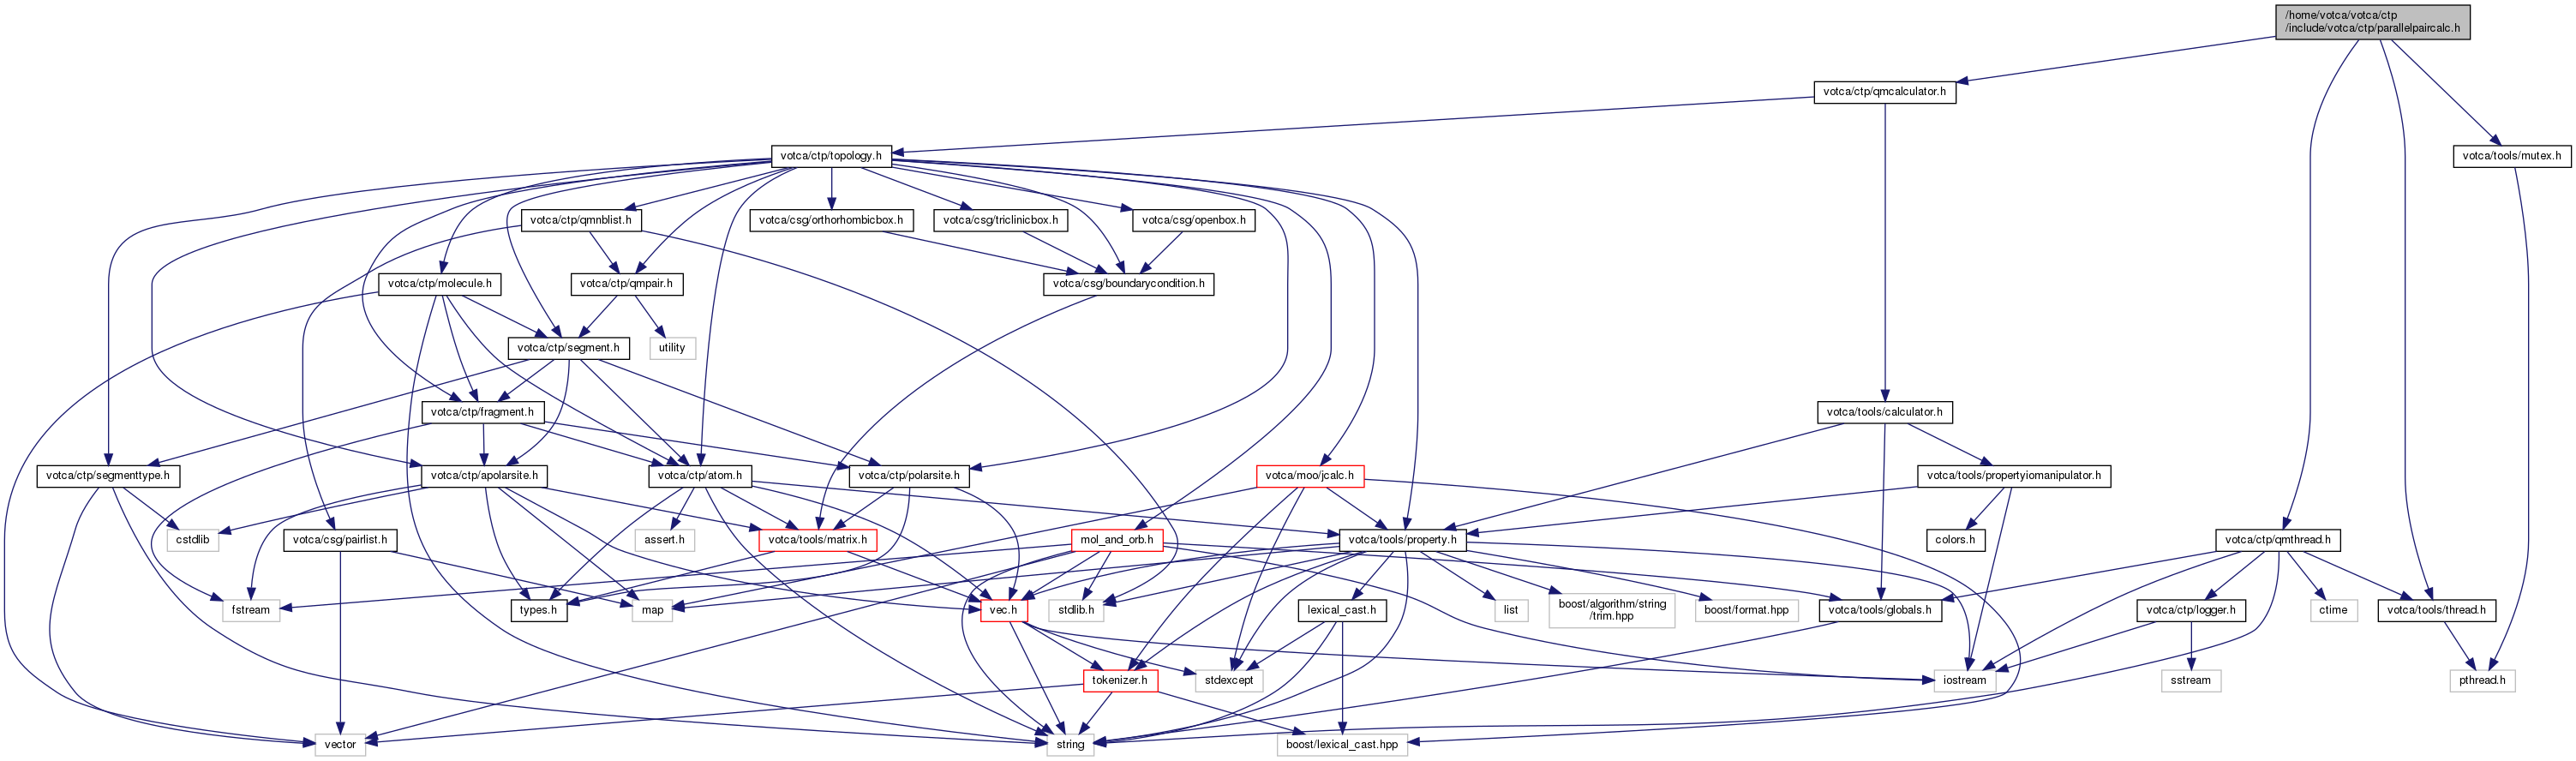 /home/votca/votca/ctp
/include/votca/ctp/parallelpaircalc.h
votca/ctp/qmcalculator.h
votca/ctp/topology.h
votca/tools/mutex.h
votca/ctp/qmnblist.h
votca/csg/orthorhombicbox.h
votca/csg/triclinicbox.h
votca/csg/openbox.h
votca/ctp/molecule.h
votca/ctp/qmpair.h
votca/csg/boundarycondition.h
votca/ctp/segment.h
utility
votca/ctp/fragment.h
votca/tools/calculator.h
votca/ctp/segmenttype.h
votca/ctp/apolarsite.h
votca/ctp/atom.h
votca/ctp/polarsite.h
votca/moo/jcalc.h
votca/tools/propertyiomanipulator.h
cstdlib
votca/csg/pairlist.h
assert.h
votca/tools/matrix.h
mol_and_orb.h
votca/tools/property.h
colors.h
votca/ctp/qmthread.h
fstream
types.h
map
vec.h
stdlib.h
lexical_cast.h
list
boost/algorithm/string
/trim.hpp
boost/format.hpp
votca/tools/globals.h
votca/ctp/logger.h
ctime
votca/tools/thread.h
tokenizer.h
stdexcept
iostream
sstream
pthread.h
vector
string
boost/lexical_cast.hpp